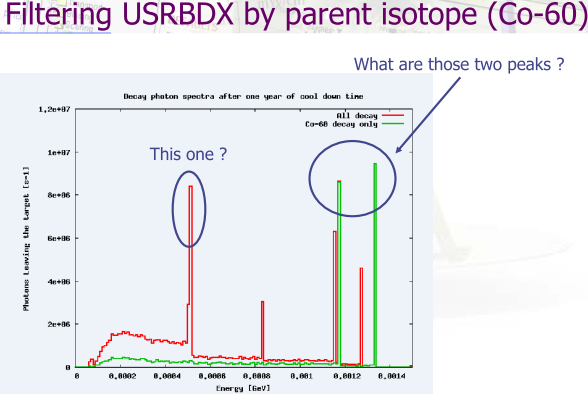 Filtering USRBDX by parent isotope (Co-60)
What are those two peaks ?
Decay photon spectra after one year of cool down time
All decay
Co-60 decay only
This one ?
Photons Leaving the target [s-1]
1,2e+07
1e+07
8e+06
6e+06
4e+06
2e+06
0
0 0,0002 0,0004 0,0006 0,0008 0,001 0,0012 0,0014
Energy [GeV]